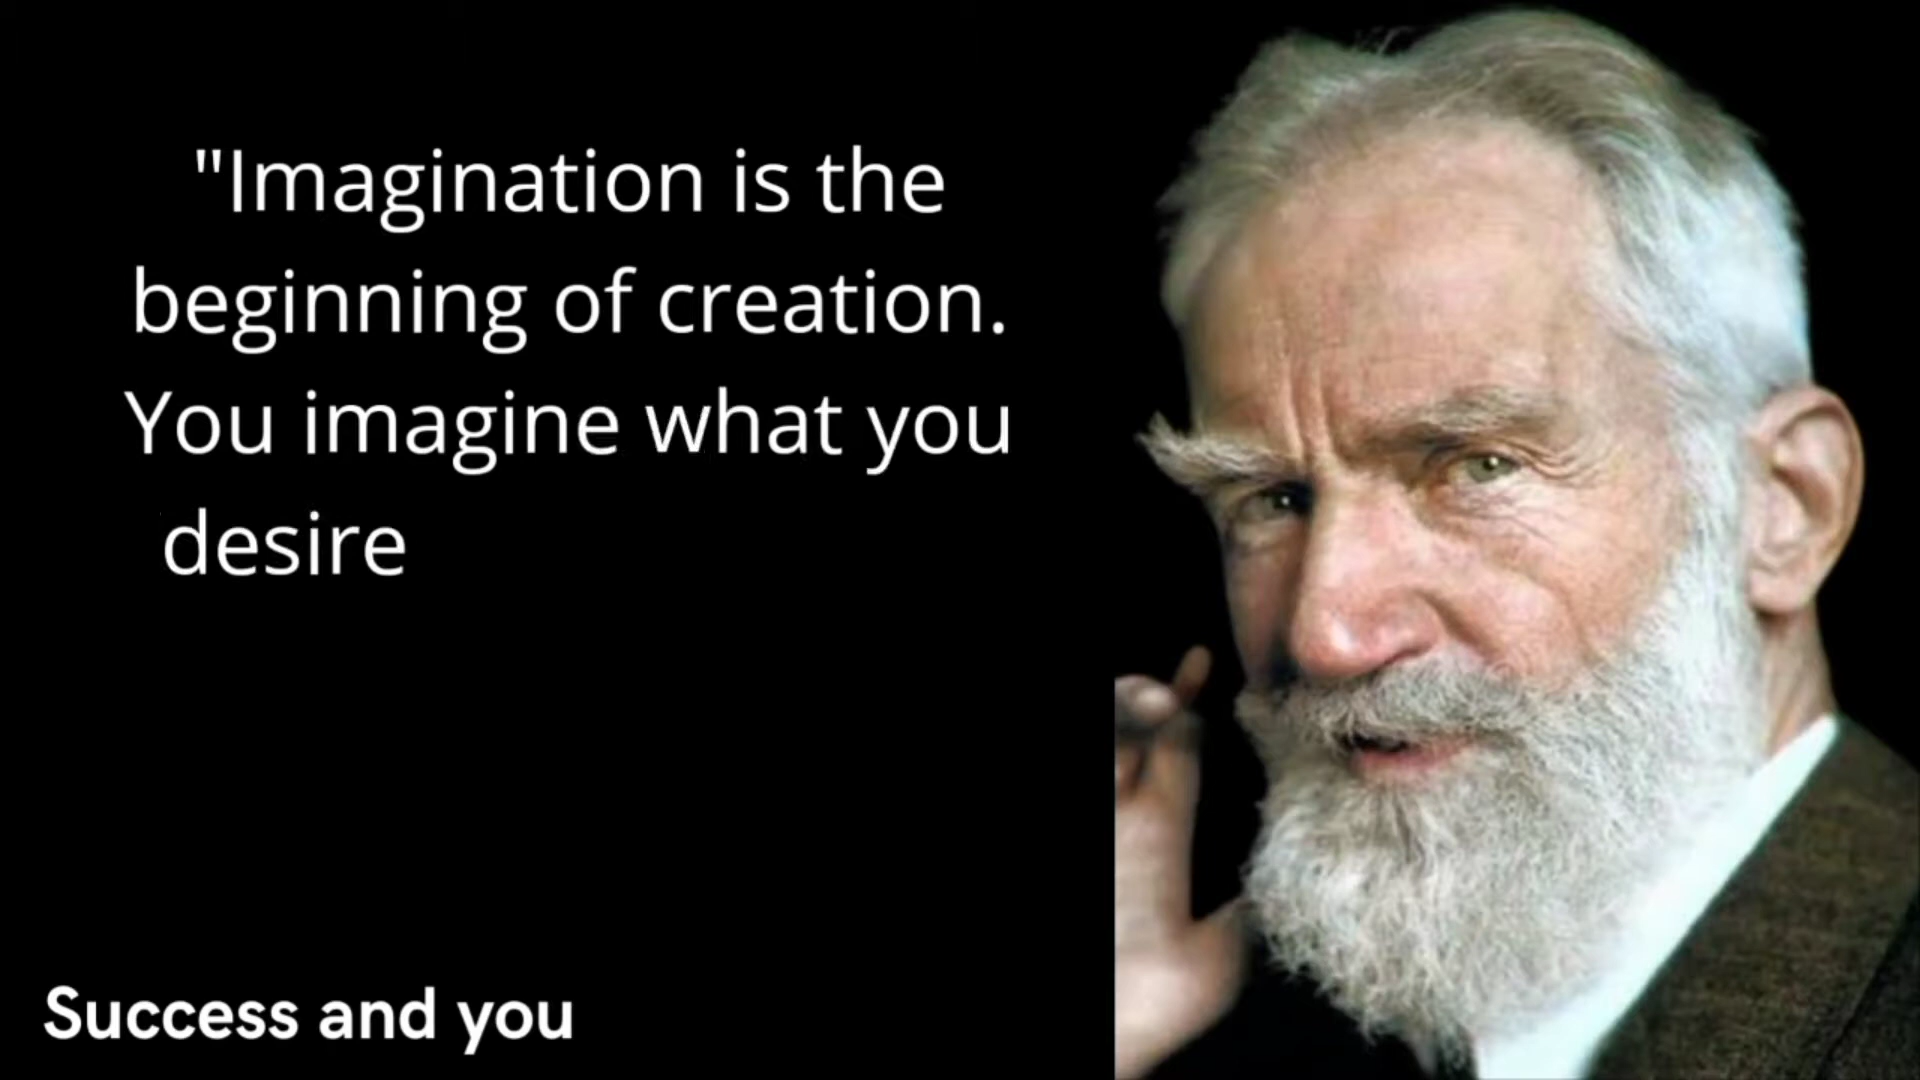 "Imagination is the
beginning of creation.
You imagine what you
desire
Success and you